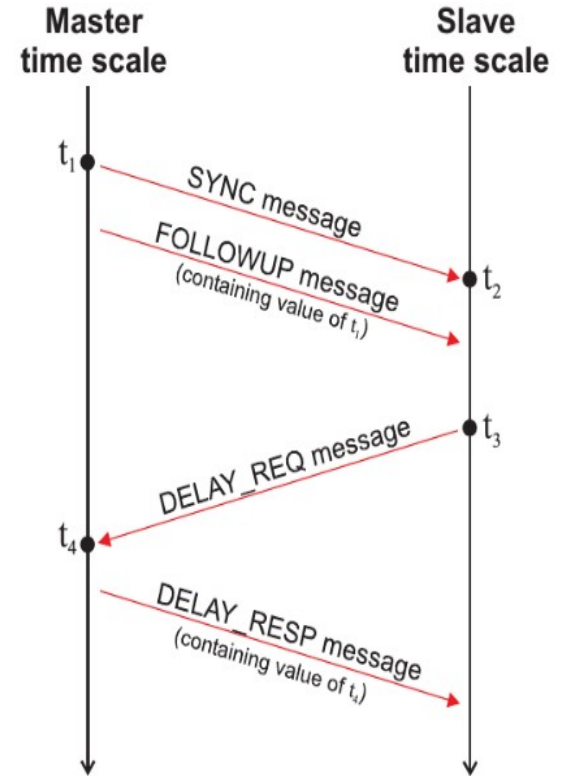 Master
time scale
Slave
time scale
t1
SYNC message
FOLLOWUP message
(containing value of t1)
t2
t3
DELAY_REQ message
t4
DELAY_RESP message
(containing value of t4)